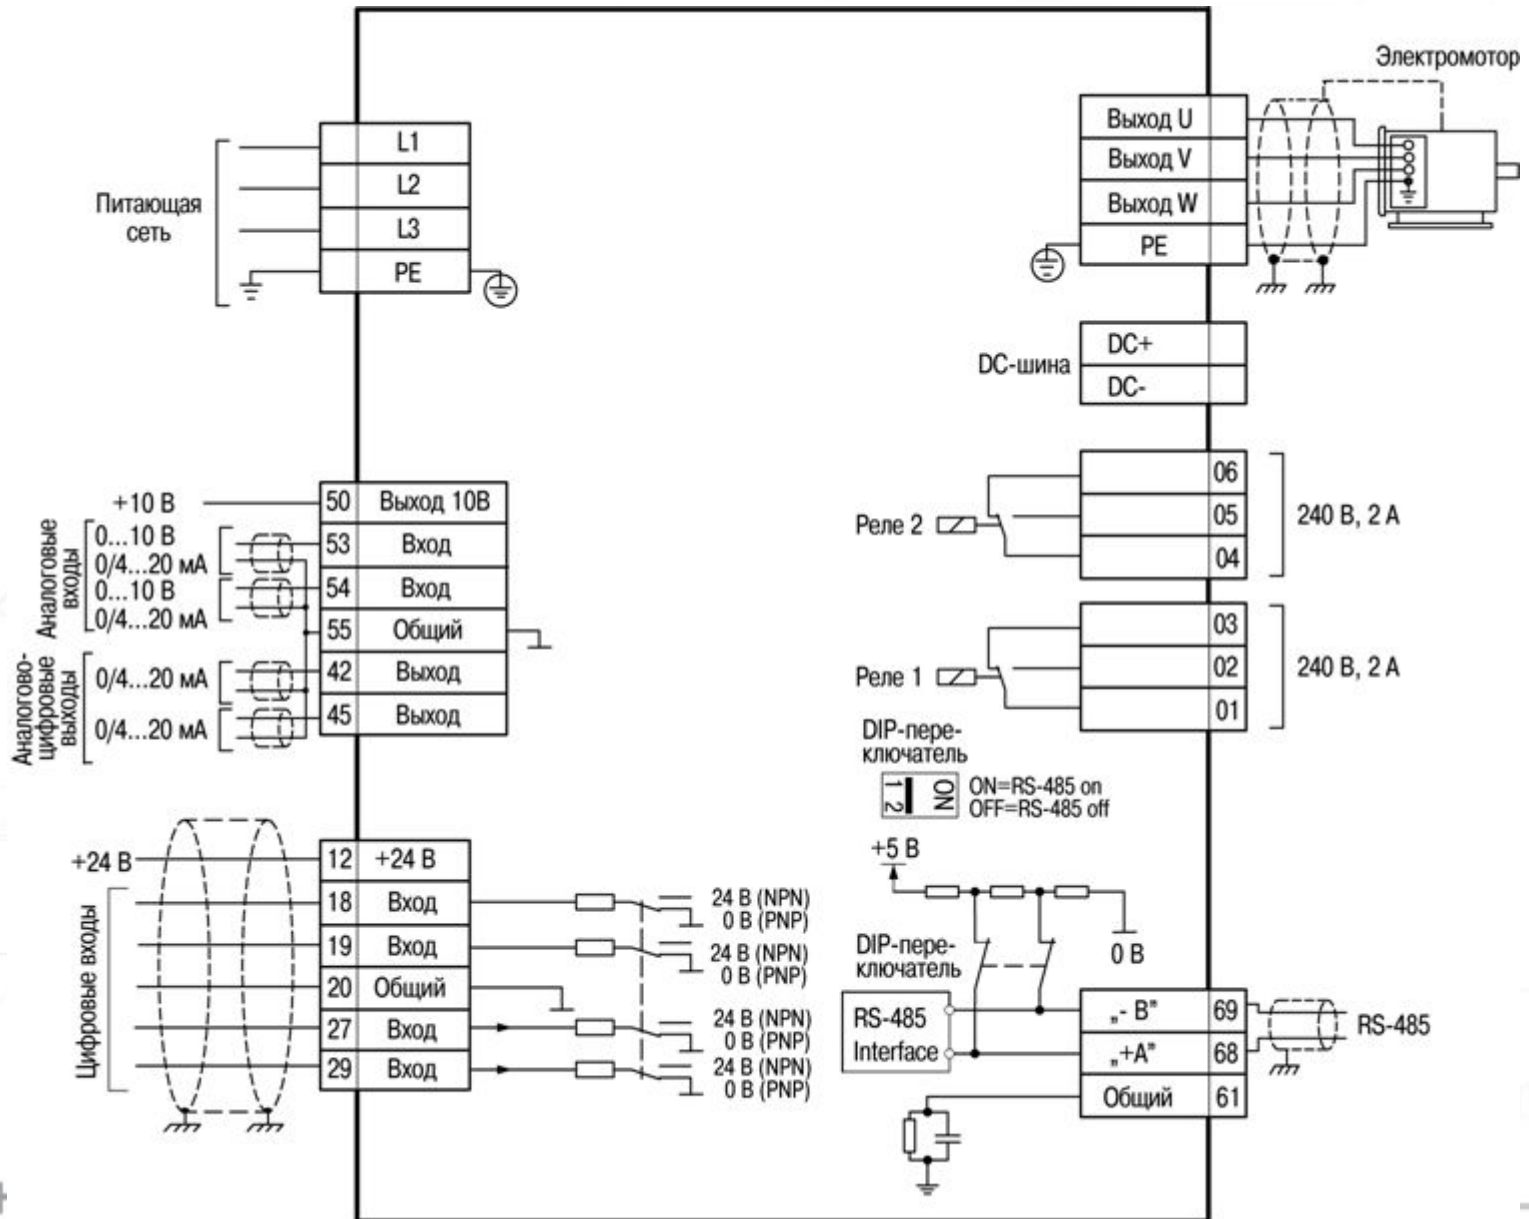 Электромотор
Питающая
сеть
L1
L2
L3
PE
Выход U
Выход V
Выход W
PE
DC-шина
DC+
DC-
+10 В
50 Выход 10В
Аналоговые
входы
0...10 В
0/4...20 мА
0...10 В
0/4...20 мА
53 Вход
54 Вход
55 Общий
Аналогово-
цифровые
выходы
0/4...20 мА
0/4...20 мА
42 Выход
45 Выход
Реле 2
06
05
04
240 В, 2 А
Реле 1
03
02
01
240 В, 2 А
DIP-пере-
ключатель
1 2 ON
ON=RS-485 on
OFF=RS-485 off
+24 В
12 +24 В
Цифровые входы
18 Вход
19 Вход
20 Общий
27 Вход
29 Вход
24 В (NPN)
0 В (PNP)
24 В (NPN)
0 В (PNP)
24 В (NPN)
0 В (PNP)
24 В (NPN)
0 В (PNP)
+5 В
0 В
DIP-пере-
ключатель
RS-485
Interface
„- B” 69
„+A” 68
Общий 61
RS-485